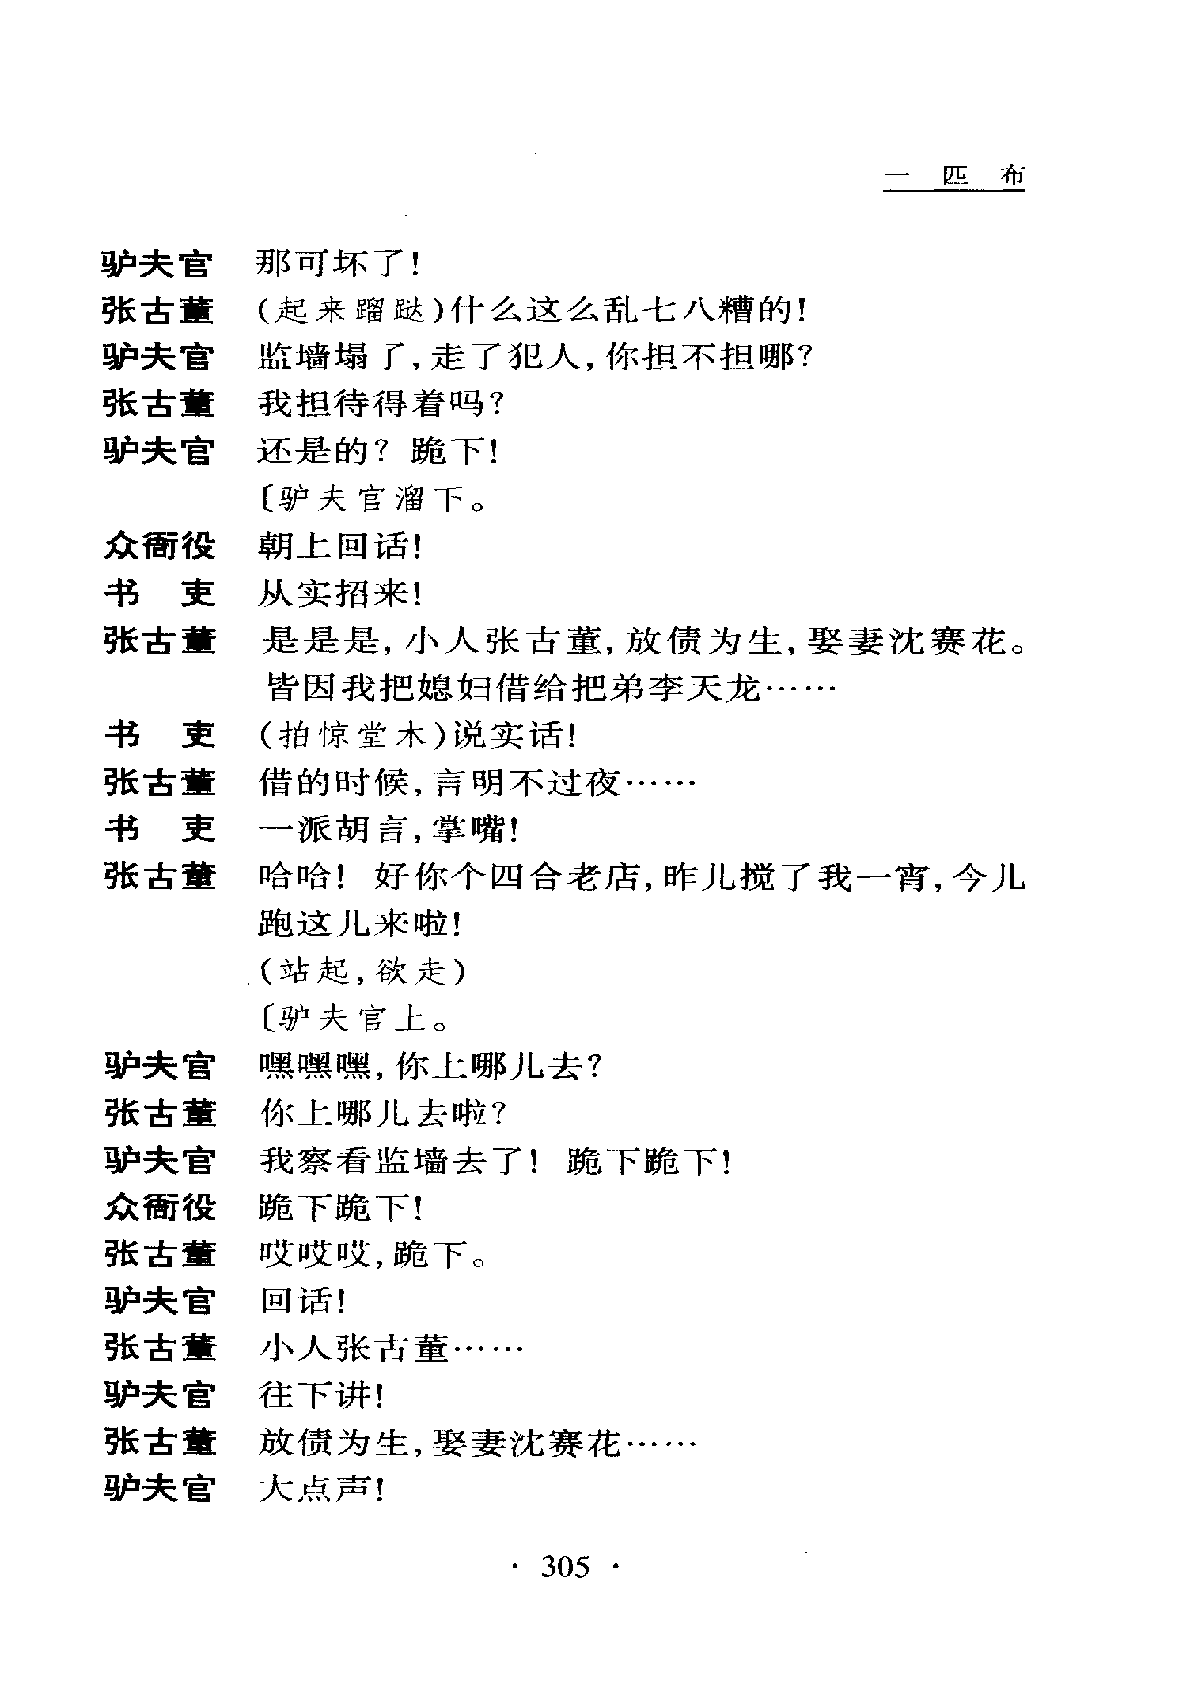 一 匹 布
驴夫官 那可坏了!
张古董 (起来蹓跶)什么这么乱七八糟的!
驴夫官 监墙塌了,走了犯人,你担不担哪?
张古董 我担待得着吗?
驴夫官 还是的? 跪下!
〔驴夫官溜下。
众衙役 朝上回话!
书 吏 从实招来!
张古董 是是是,小人张古董,放债为生,娶妻沈赛花。
皆因我把媳妇借给把弟李天龙……
书 吏 (拍惊堂木)说实话!
张古董 借的时候,言明不过夜……
书 吏 一派胡言,掌嘴!
张古董 哈哈! 好你个四合老店,昨儿搅了我一宵,今儿
跑这儿来啦!
(站起,欲走)
〔驴夫官上。
驴夫官 嘿嘿嘿,你上哪儿去?
张古董 你上哪儿去啦?
驴夫官 我察看监墙去了! 跪下跪下!
众衙役 跪下跪下!
张古董 哎哎哎,跪下。
驴夫官 回话!
张古董 小人张古董……
驴夫官 往下讲!
张古董 放债为生,娶妻沈赛花……
驴夫官 大点声!
· 305 ·